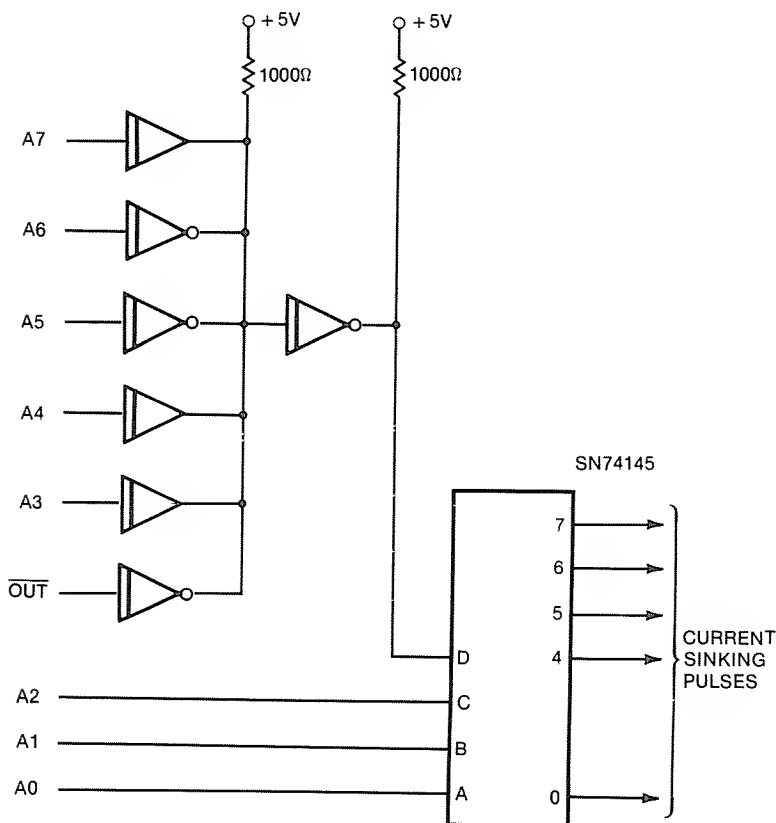 +5V
+5V
1000Ω
1000Ω
A7
A6
A5
A4
A3
OUT
SN74145
7
6
5
4
D
C
B
A
0
A2
A1
A0
CURRENT
SINKING
PULSES